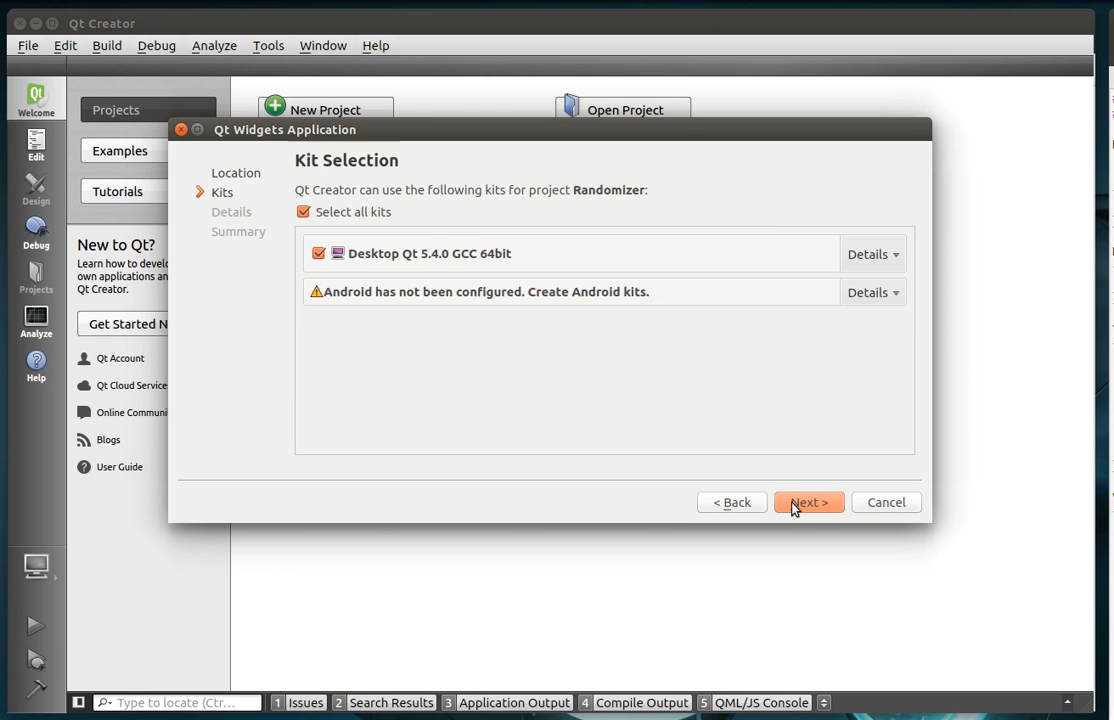 Qt Creator
File Edit Build Debug Analyze Tools Window Help
Welcome
Edit
Design
Debug
Projects
Analyze
Help
Projects
Examples
Tutorials
New Project
Open Project
New to Qt?
Learn how to develo
own applications an
Qt Creator.
Get Started N
Qt Account
Qt Cloud Service
Online Communi
Blogs
User Guide
Qt Widgets Application
Location
Kits
Details
Summary
Kit Selection
Qt Creator can use the following kits for project Randomizer:
Select all kits
Desktop Qt 5.4.0 GCC 64bit Details
Android has not been configured. Create Android kits. Details
< Back Next > Cancel
Type to locate (Ctr... 1 Issues 2 Search Results 3 Application Output 4 Compile Output 5 QML/JS Console